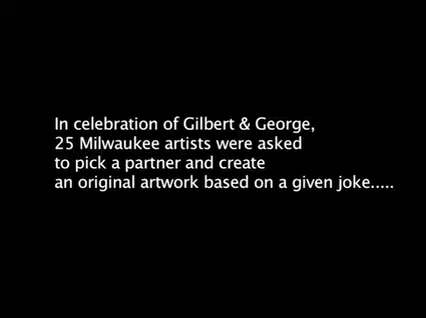 In celebration of Gilbert & George,
25 Milwaukee artists were asked
to pick a partner and create
an original artwork based on a given joke.....